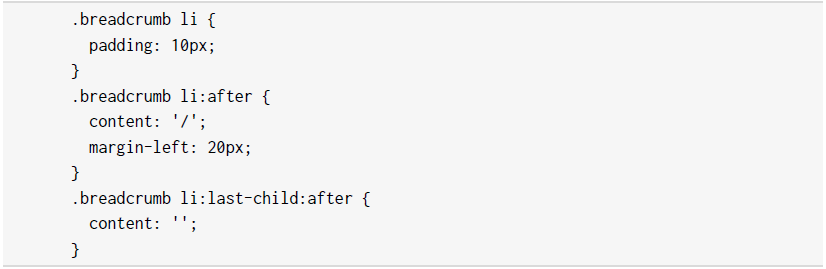 .breadcrumb li {
  padding: 10px;
}
.breadcrumb li:after {
  content: '/';
  margin-left: 20px;
}
.breadcrumb li:last-child:after {
  content: '';
}